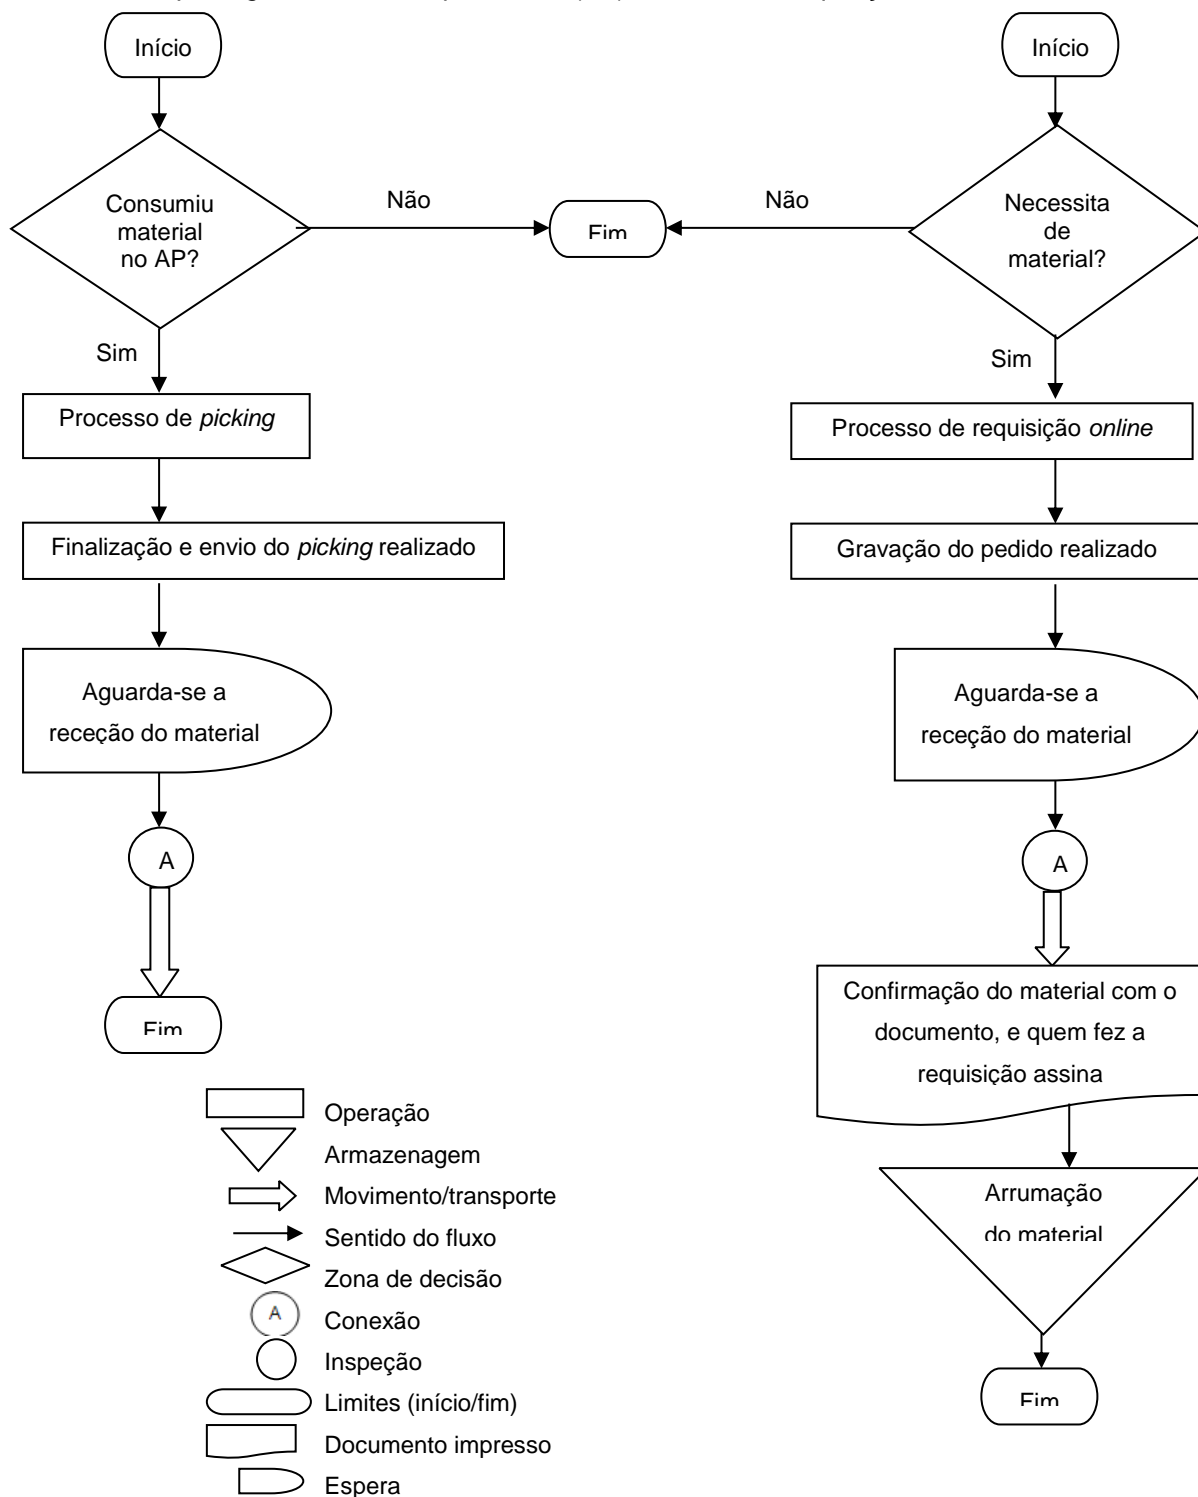 Início
Consumiu
material
no AP?
Não
Sim
Processo de picking
Finalização e envio do picking realizado
Aguarda-se a
receção do material
A
Fim
Fim
Início
Necessita
de
material?
Não
Sim
Processo de requisição online
Gravação do pedido realizado
Aguarda-se a
receção do material
A
Confirmação do material com o
documento, e quem fez a
requisição assina
Arrumação
do material
Fim
Operação
Armazenagem
Movimento/transporte
Sentido do fluxo
Zona de decisão
A
Conexão
Inspeção
Limites (início/fim)
Documento impresso
Espera